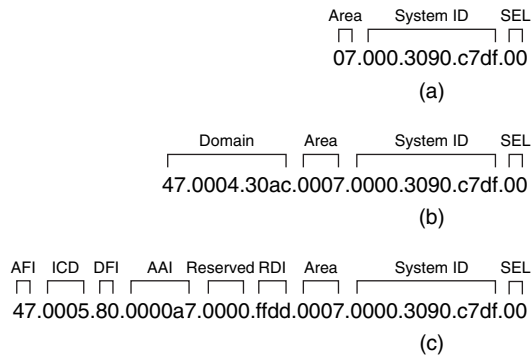 Area System ID SEL
07.000.3090.c7df.00
(a)
Domain Area System ID SEL
47.0004.30ac.0007.0000.3090.c7df.00
(b)
AFI ICD DFI AAI Reserved RDI Area System ID SEL
47.0005.80.0000a7.0000.ffdd.0007.0000.3090.c7df.00
(c)